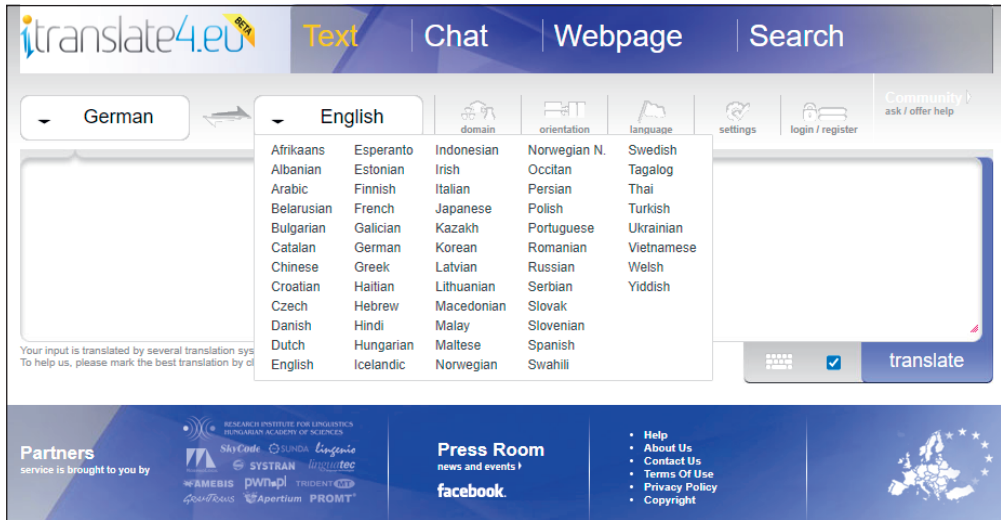 itranslate4.eu BETA
Text Chat Webpage Search
German English domain orientation language settings login / register
Community
ask / offer help
Afrikaans Esperanto Indonesian Norwegian N. Swedish
Albanian Estonian Irish Occitan Tagalog
Arabic Finnish Italian Persian Thai
Belarusian French Japanese Polish Turkish
Bulgarian Galician Kazakh Portuguese Ukrainian
Catalan German Korean Romanian Vietnamese
Chinese Greek Latvian Russian Welsh
Croatian Haitian Lithuanian Serbian Yiddish
Czech Hebrew Macedonian Slovak
Danish Hindi Malay Slovenian
Dutch Hungarian Maltese Spanish
English Icelandic Norwegian Swahili
Your input is translated by several translation sys
To help us, please mark the best translation by cl
translate
Partners
service is brought to you by
RESEARCH INSTITUTE FOR LINGUISTICS
HUNGARIAN ACADEMY OF SCIENCES
SkyCode SUNDA Lingenio
SYSTRAN linguatec
AMEBIS pwn.pl TRIDENT MT
Apertium PROMT
Press Room
news and events
facebook.
• Help
• About Us
• Contact Us
• Terms Of Use
• Privacy Policy
• Copyright